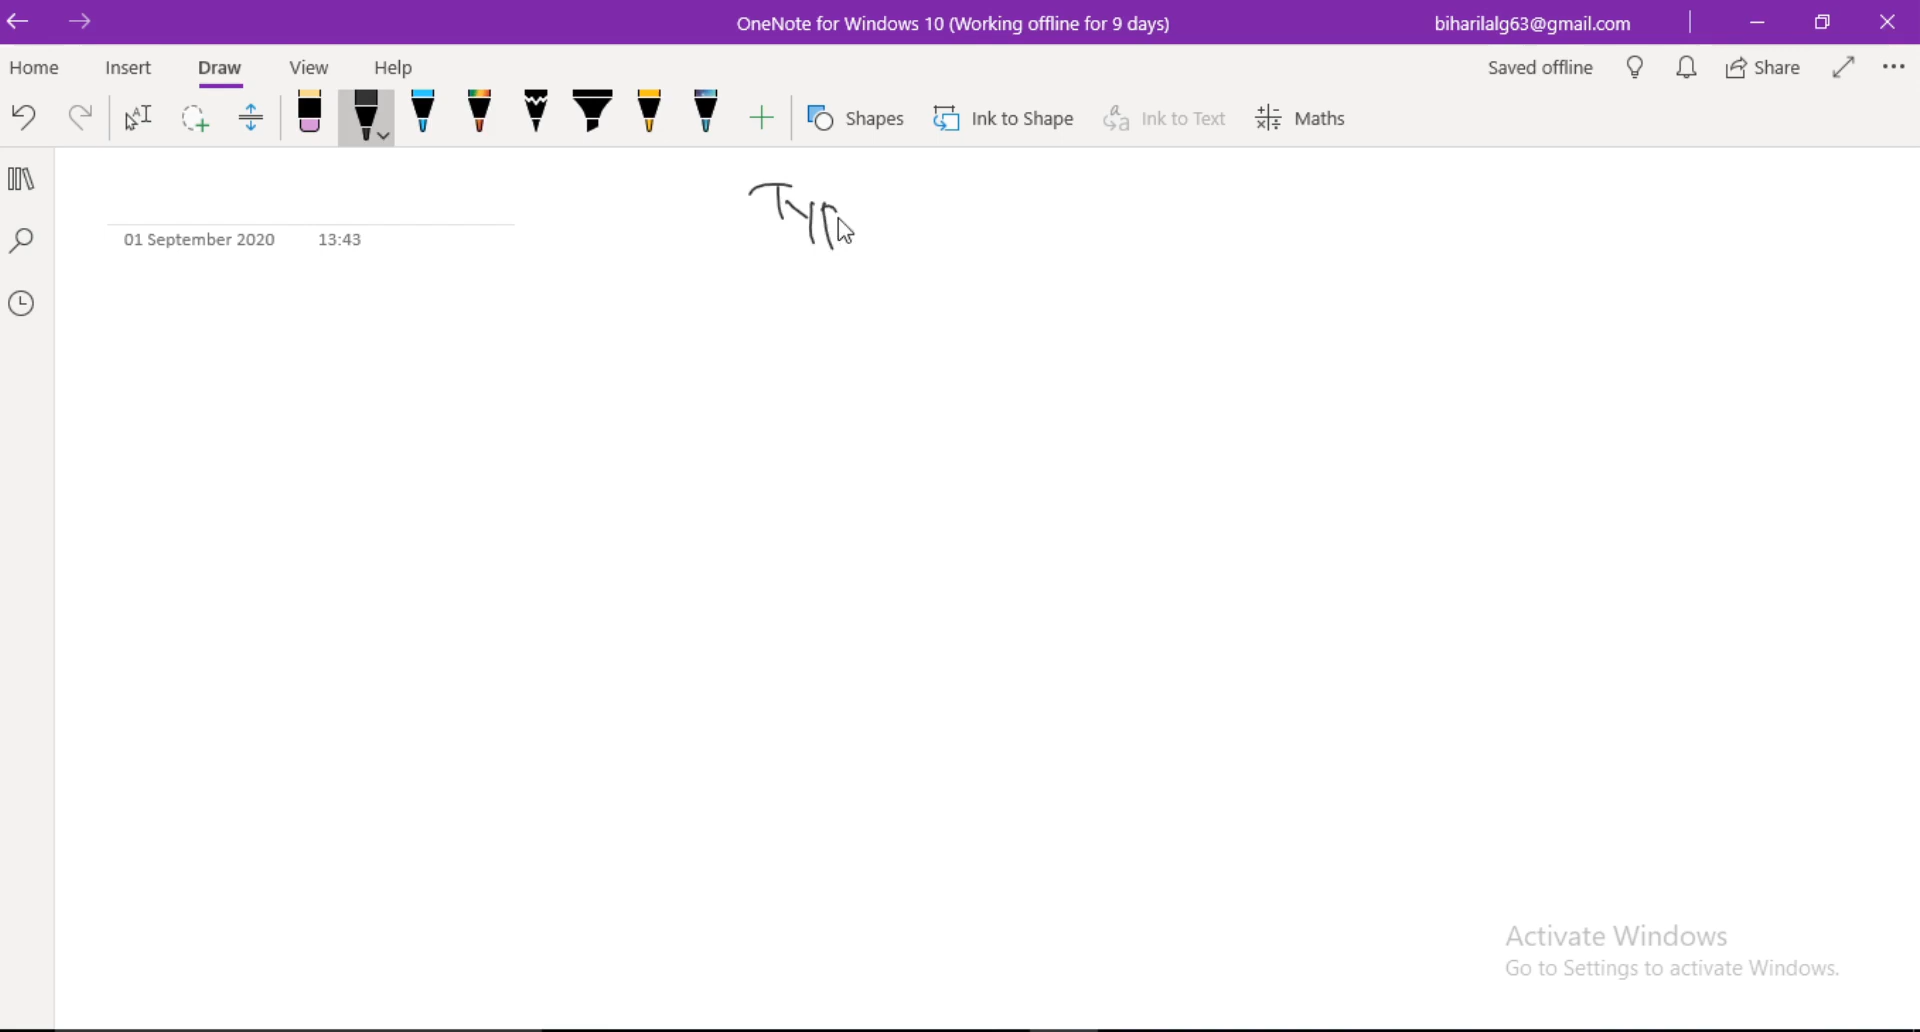 OneNote for Windows 10 (Working offline for 9 days)
biharilalg63@gmail.com
Home Insert Draw View Help
Saved offline
Share
Shapes
Ink to Shape
Ink to Text
Maths
Typ
01 September 2020 13:43
Activate Windows
Go to Settings to activate Windows.